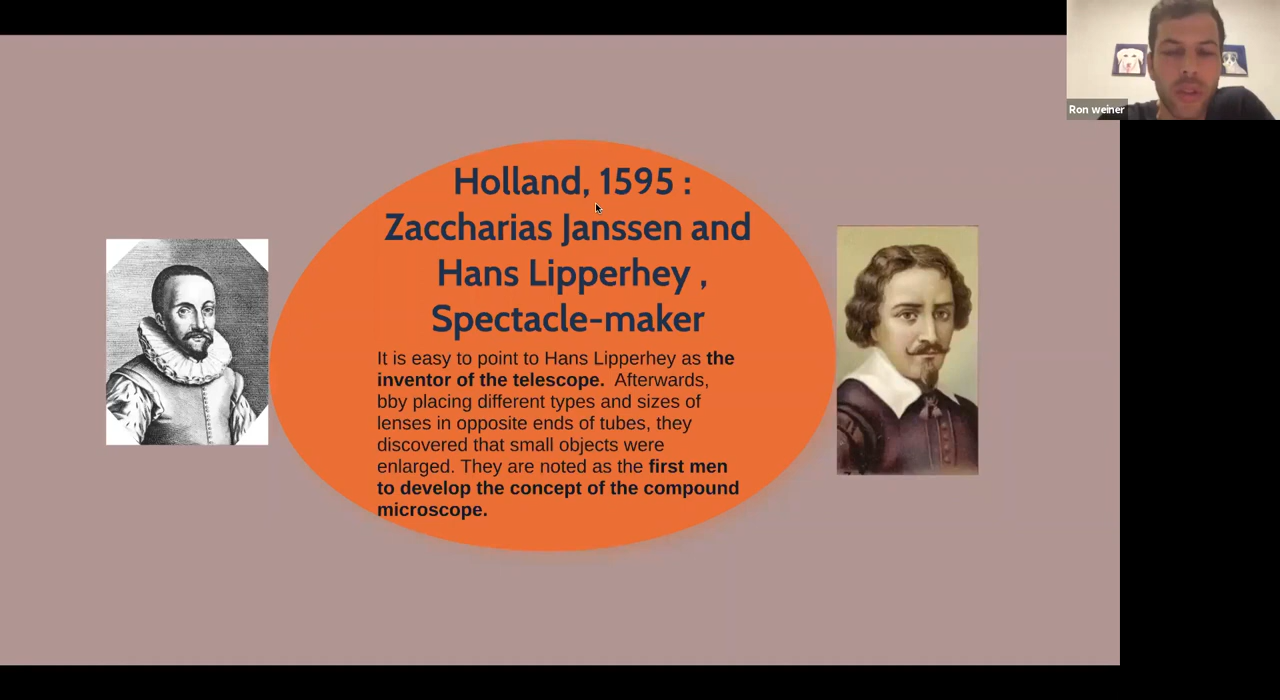 Holland, 1595 :
Zaccharias Janssen and
Hans Lipperhey ,
Spectacle-maker
It is easy to point to Hans Lipperhey as the
inventor of the telescope. Afterwards,
bby placing different types and sizes of
lenses in opposite ends of tubes, they
discovered that small objects were
enlarged. They are noted as the first men
to develop the concept of the compound
microscope.
Ron weiner